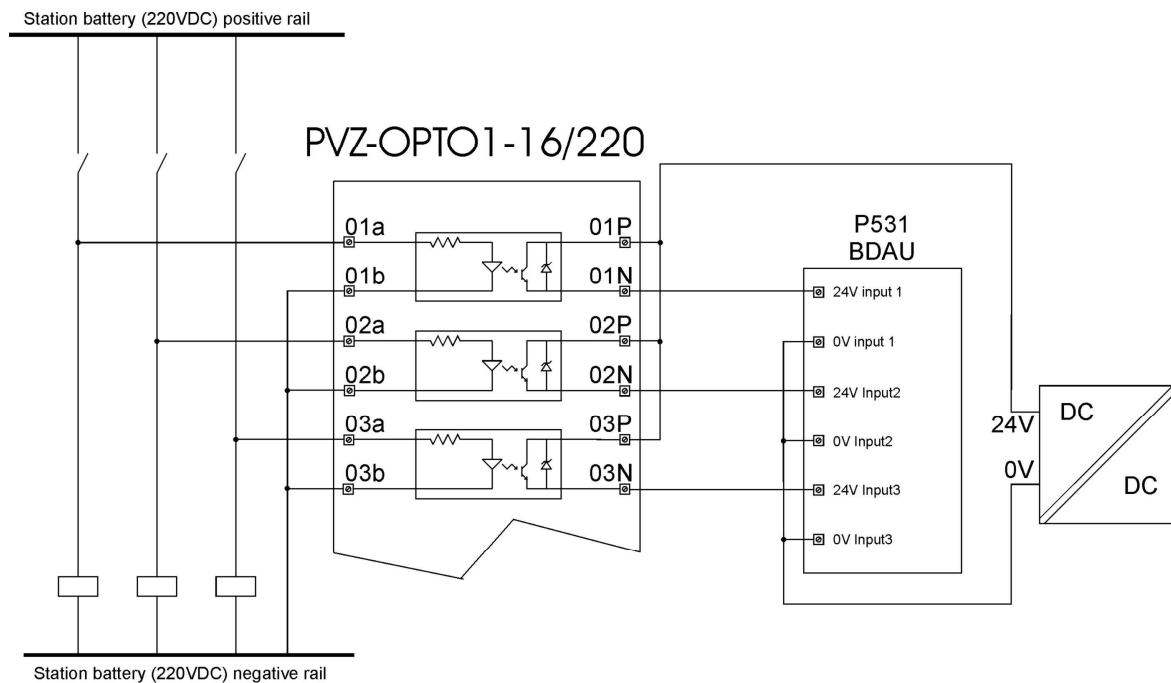 Station battery (220VDC) positive rail
PVZ-OPTO1-16/220
01a
01P
01b
01N
02a
02P
02b
02N
03a
03P
03b
03N
P531
BDAU
24V input 1
0V input 1
24V Input2
0V Input2
24V Input3
0V Input3
24V
0V
DC
DC
Station battery (220VDC) negative rail